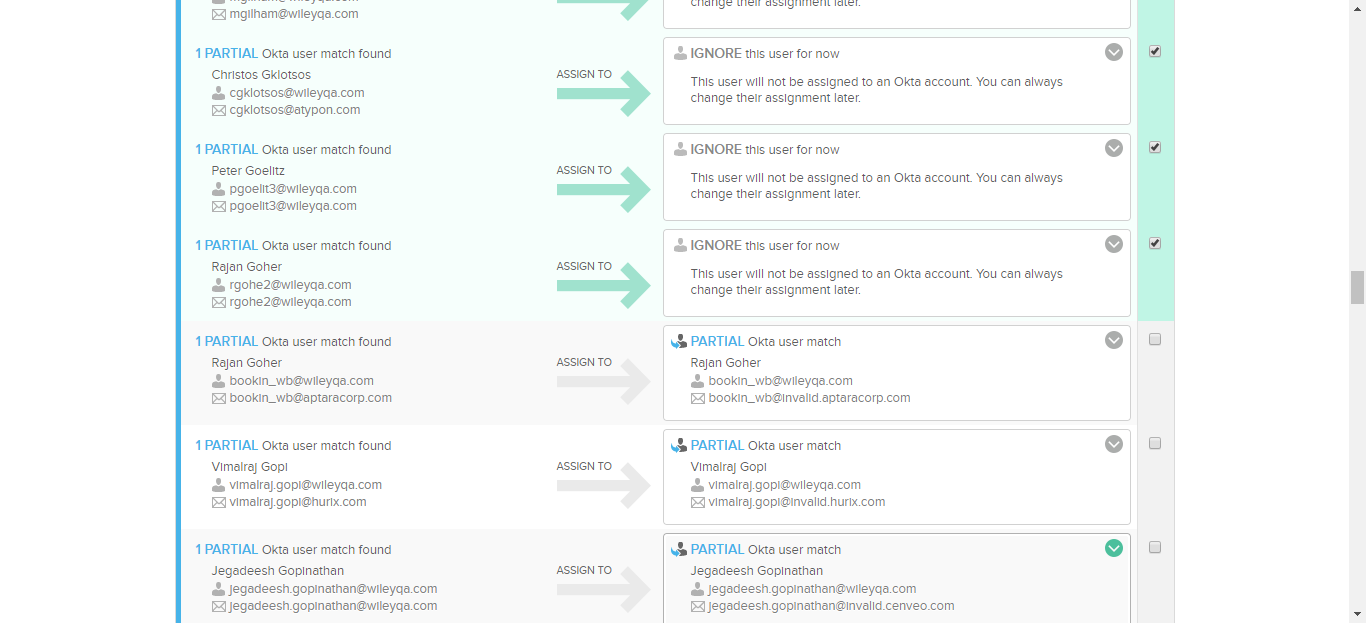 mgilham@wileyqa.com
change their assignment later.
1 PARTIAL Okta user match found
Christos Gklotsos
cgklotsos@wileyqa.com
cgklotsos@atypon.com
ASSIGN TO
IGNORE this user for now
This user will not be assigned to an Okta account. You can always
change their assignment later.
1 PARTIAL Okta user match found
Peter Goelitz
pgoelit3@wileyqa.com
pgoelit3@wileyqa.com
ASSIGN TO
IGNORE this user for now
This user will not be assigned to an Okta account. You can always
change their assignment later.
1 PARTIAL Okta user match found
Rajan Goher
rgohe2@wileyqa.com
rgohe2@wileyqa.com
ASSIGN TO
IGNORE this user for now
This user will not be assigned to an Okta account. You can always
change their assignment later.
1 PARTIAL Okta user match found
Rajan Goher
bookin_wb@wileyqa.com
bookin_wb@aptaracorp.com
ASSIGN TO
PARTIAL Okta user match
Rajan Goher
bookin_wb@wileyqa.com
bookin_wb@invalid.aptaracorp.com
1 PARTIAL Okta user match found
Vimalraj Gopi
vimalraj.gopi@wileyqa.com
vimalraj.gopi@hurix.com
ASSIGN TO
PARTIAL Okta user match
Vimalraj Gopi
vimalraj.gopi@wileyqa.com
vimalraj.gopi@invalid.hurix.com
1 PARTIAL Okta user match found
Jegadeesh Gopinathan
jegadeesh.gopinathan@wileyqa.com
jegadeesh.gopinathan@wileyqa.com
ASSIGN TO
PARTIAL Okta user match
Jegadeesh Gopinathan
jegadeesh.gopinathan@wileyqa.com
jegadeesh.gopinathan@invalid.cenveo.com